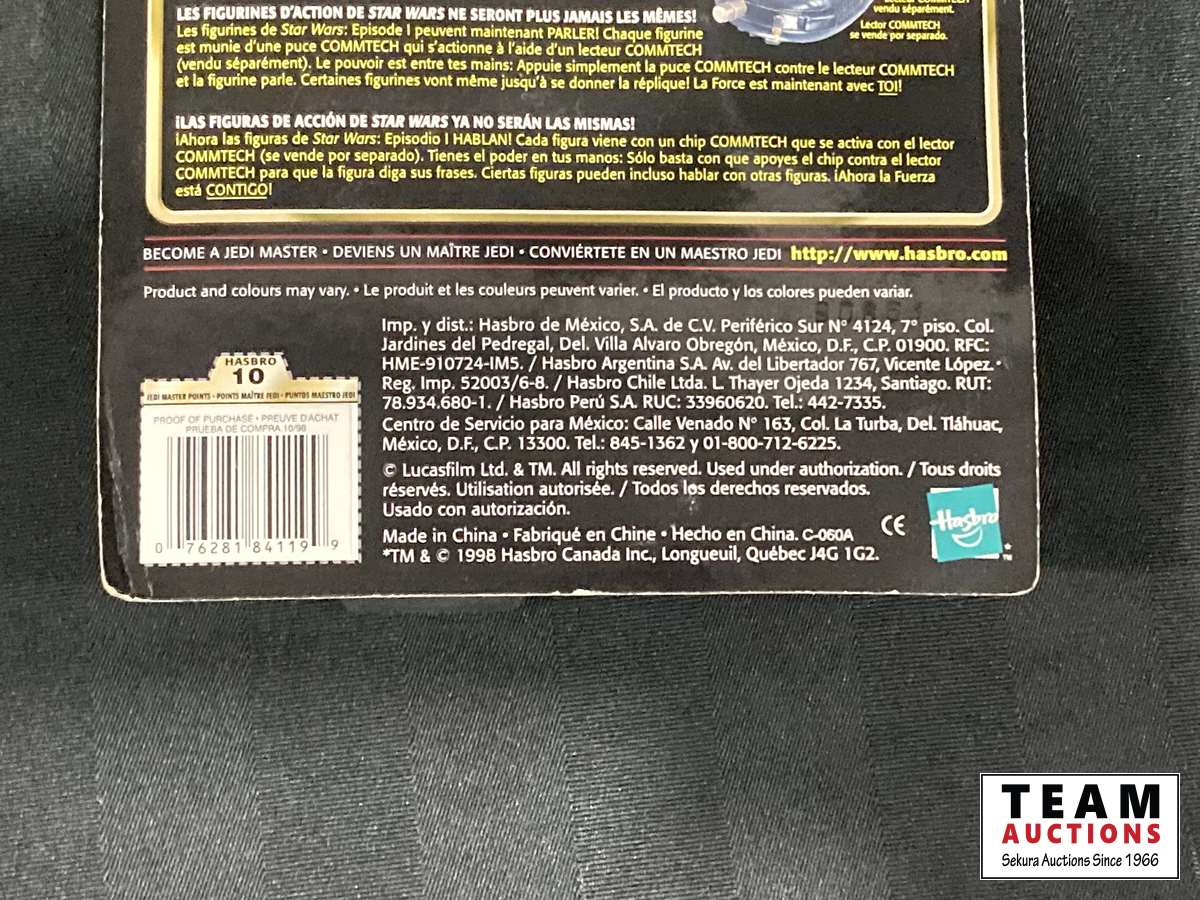 LES FIGURINES D'ACTION DE STAR WARS NE SERONT PLUS JAMAIS LES MÊMES!
Les figurines de Star Wars: Episode I peuvent maintenant PARLER! Chaque figurine
est munie d'une puce COMMTECH qui s'actionne à l'aide d'un lecteur COMMTECH
(vendu séparément). Le pouvoir est entre tes mains: Appuie simplement la puce COMMTECH contre le lecteur COMMTECH
et la figurine parle. Certaines figurines vont même jusqu'à se donner la réplique! La Force est maintenant avec TOI!
vendu séparément.
Lector COMMTECH
se vende por separado.
¡LAS FIGURAS DE ACCIÓN DE STAR WARS YA NO SERÁN LAS MISMAS!
¡Ahora las figuras de Star Wars: Episodio I HABLAN! Cada figura viene con un chip COMMTECH que se activa con el lector
COMMTECH (se vende por separado). Tienes el poder en tus manos: Sólo basta con que apoyes el chip contra el lector
COMMTECH para que la figura diga sus frases. Ciertas figuras pueden incluso hablar con otras figuras. ¡Ahora la Fuerza
está CONTIGO!
BECOME A JEDI MASTER • DEVIENS UN MAÎTRE JEDI • CONVIÉRTETE EN UN MAESTRO JEDI http://www.hasbro.com
Product and colours may vary. • Le produit et les couleurs peuvent varier. • El producto y los colores pueden variar.
Imp. y dist.: Hasbro de México, S.A. de C.V. Periférico Sur N° 4124, 7° piso. Col.
Jardines del Pedregal, Del. Villa Alvaro Obregón, México, D.F., C.P. 01900. RFC:
HME-910724-IM5. / Hasbro Argentina S.A. Av. del Libertador 767, Vicente López.•
Reg. Imp. 52003/6-8. / Hasbro Chile Ltda. L. Thayer Ojeda 1234, Santiago. RUT:
78.934.680-1. / Hasbro Perú S.A. RUC: 33960620. Tel.: 442-7335.
Centro de Servicio para México: Calle Venado N° 163, Col. La Turba, Del. Tláhuac,
México, D.F., C.P. 13300. Tel.: 845-1362 y 01-800-712-6225.
© Lucasfilm Ltd. & TM. All rights reserved. Used under authorization. / Tous droits
réservés. Utilisation autorisée. / Todos los derechos reservados.
Usado con autorización.
Made in China • Fabriqué en Chine • Hecho en China. C-060A
*TM & © 1998 Hasbro Canada Inc., Longueuil, Québec J4G 1G2.
CE
Hasbro
*
TM
HASBRO
10
JEDI MASTER POINTS • POINTS MAÎTRE JEDI • PUNTOS MAESTRO JEDI
PROOF OF PURCHASE • PREUVE D'ACHAT
PRUEBA DE COMPRA 10/98
0 76281 84119 9
TEAM
AUCTIONS
Sekura Auctions Since 1966